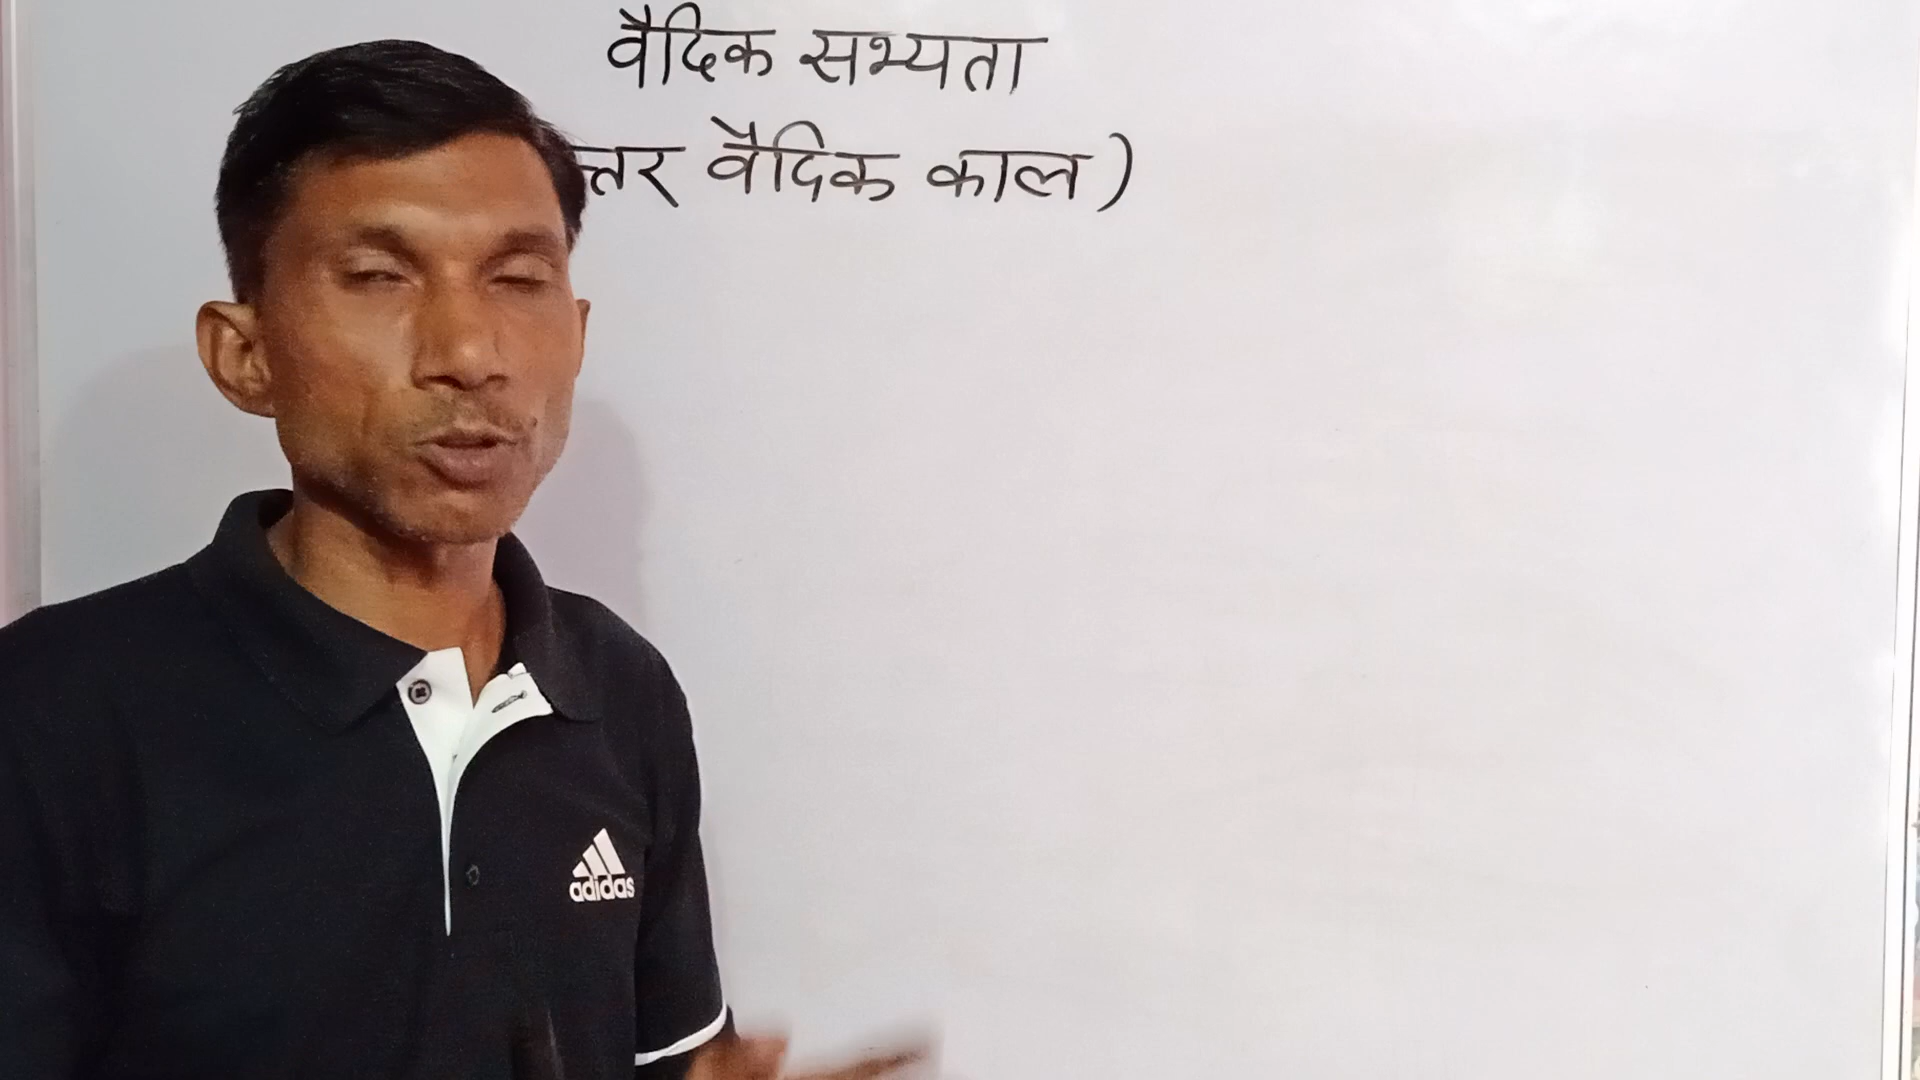 वैदिक सभ्यता
त्तर वैदिक काल)
adidas